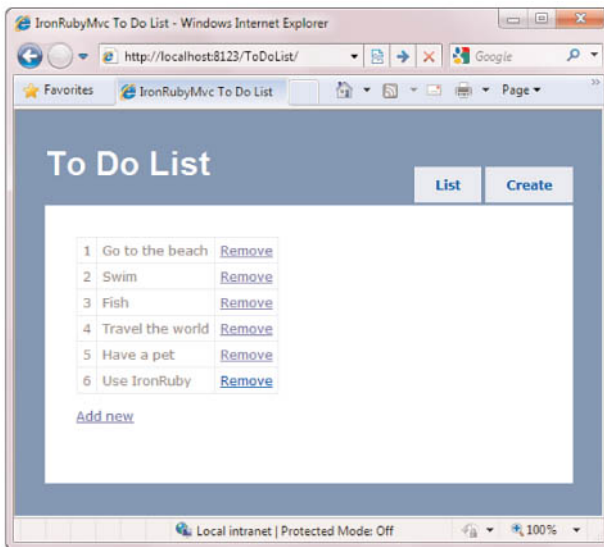 IronRubyMvc To Do List - Windows Internet Explorer
http://localhost:8123/ToDoList/
Google
Favorites
IronRubyMvc To Do List
Page
To Do List
List
Create
1 Go to the beach Remove
2 Swim Remove
3 Fish Remove
4 Travel the world Remove
5 Have a pet Remove
6 Use IronRuby Remove
Add new
Local intranet | Protected Mode: Off
100%